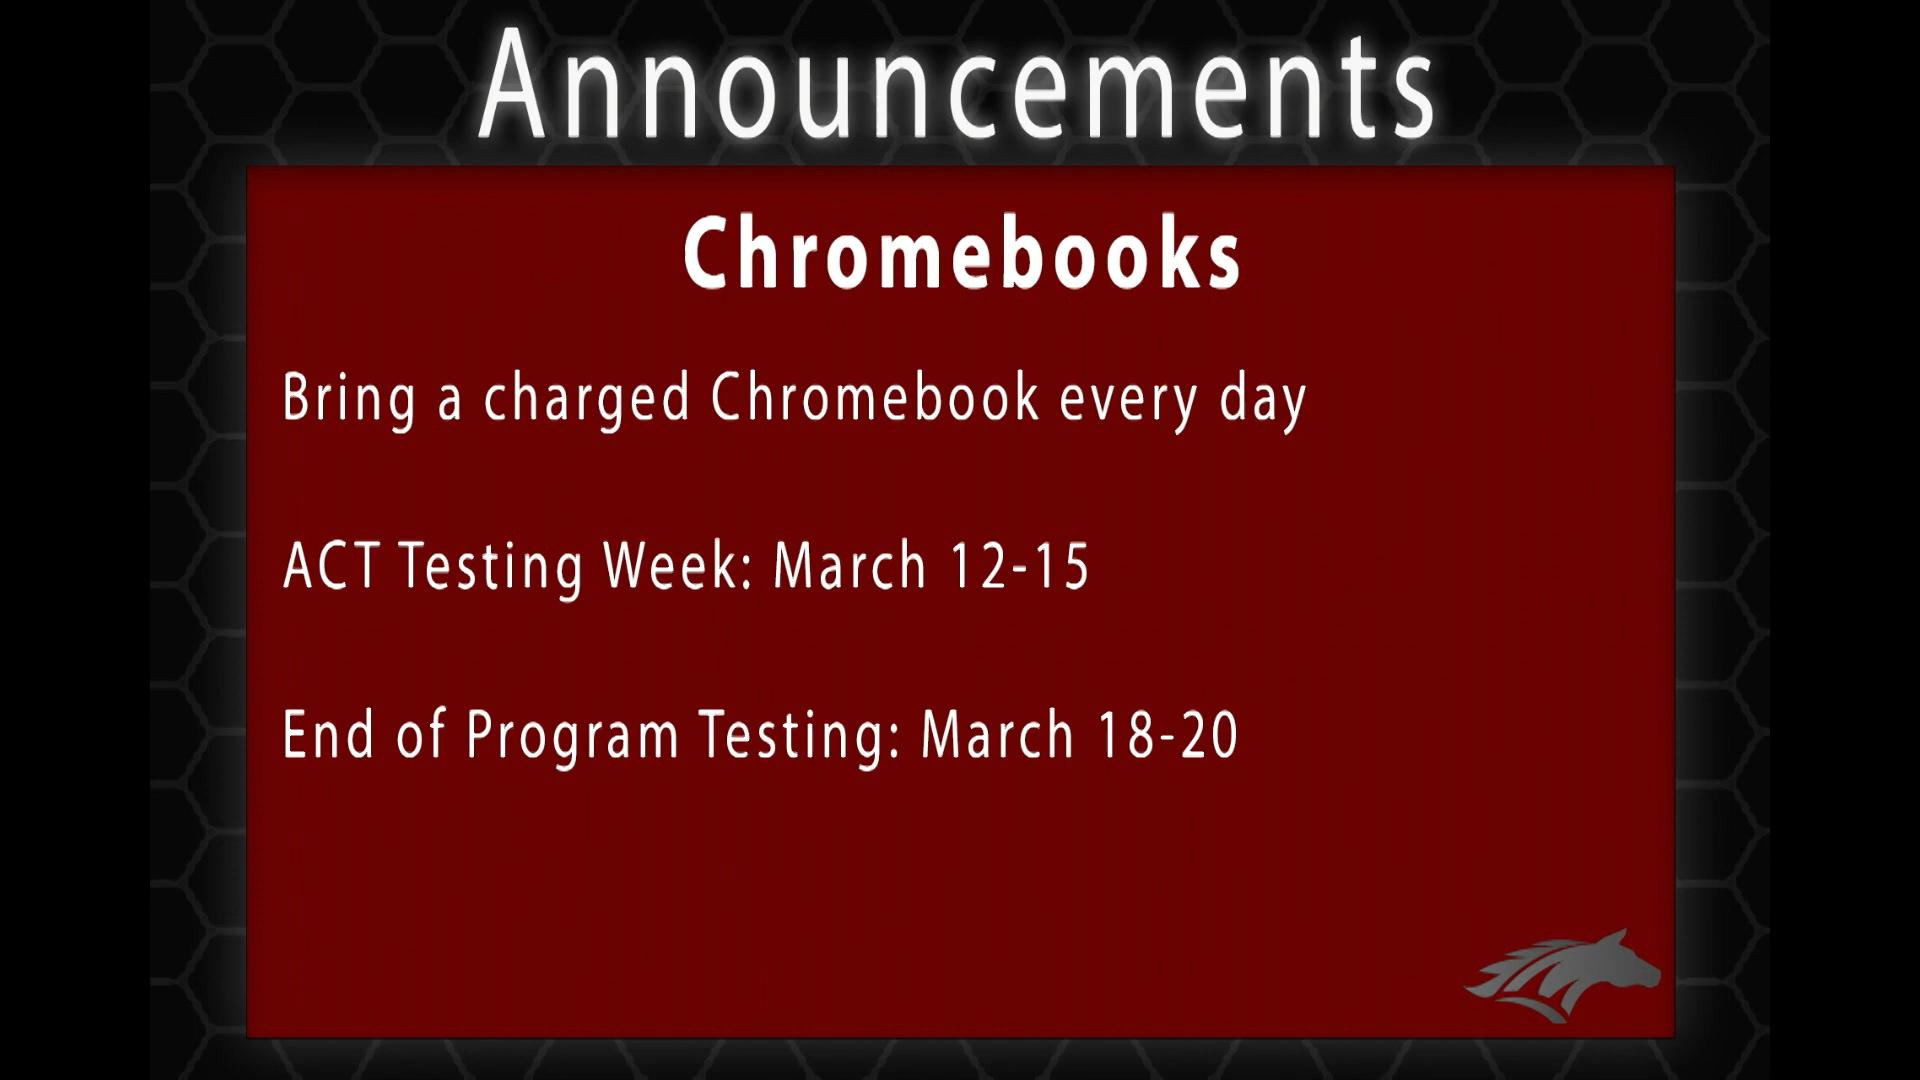 Announcements
Chromebooks
Bring a charged Chromebook every day
ACT Testing Week: March 12-15
End of Program Testing: March 18-20